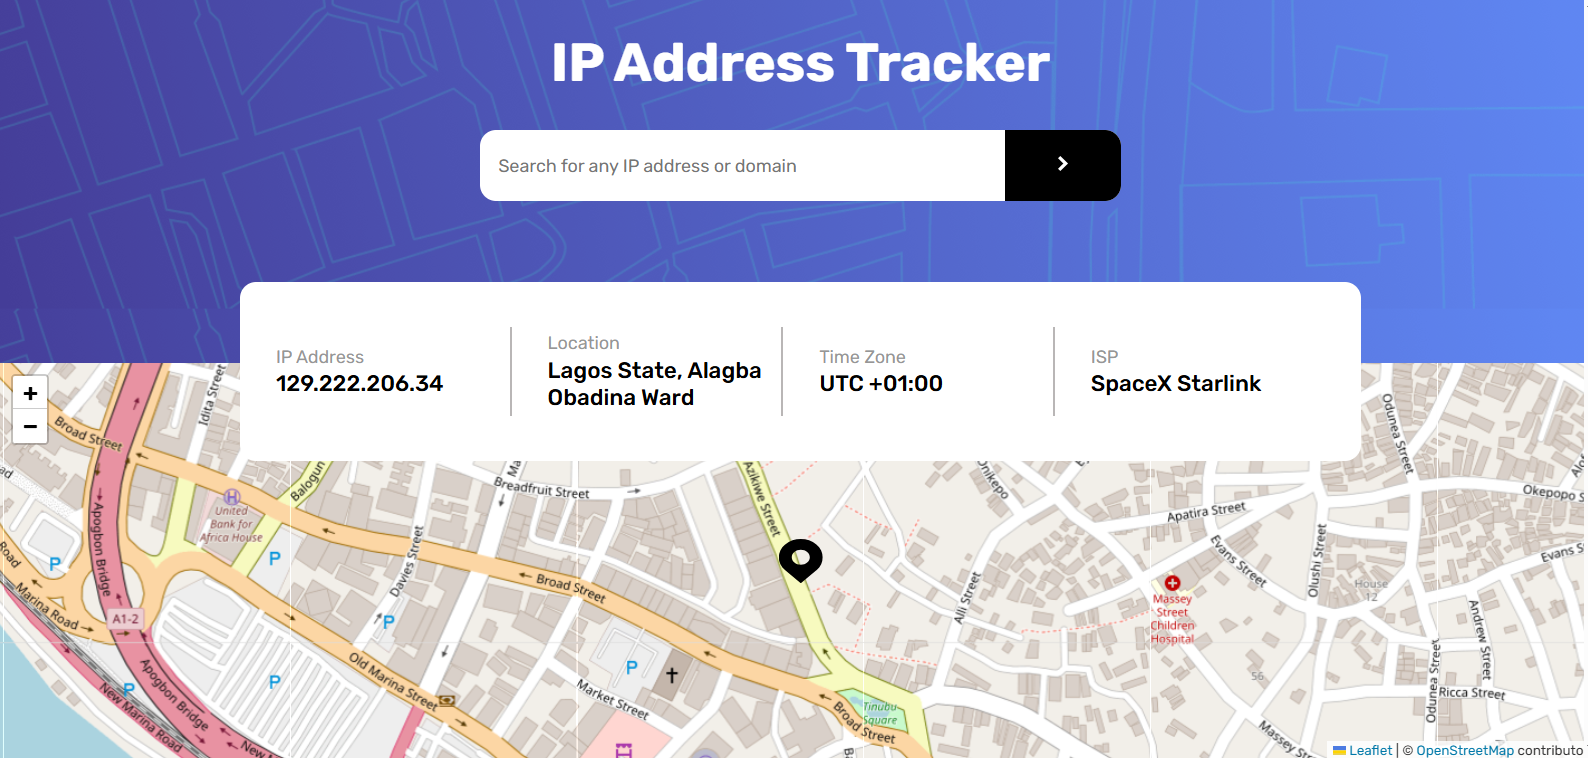 IP Address Tracker
Search for any IP address or domain
IP Address
129.222.206.34
Location
Lagos State, Alagba
Obadina Ward
Time Zone
UTC +01:00
ISP
SpaceX Starlink
+
−
Broad Street
Idita Street
Balogun
Breadfruit Street
Azikiwe Street
Onikepo
Odunea Street
Okepopo S
Apatira Street
Evans Street
Evans S
Olushi Street
H
United
Bank for
Africa House
P
Apogbon Bridge
Road
Marina Road
A1-2
P
Davies Street
P
Broad Street
Alli Street
Massey
Street
Children
Hospital
House
12
Andrew Street
Odunea Street
56
Ricca Street
Old Marina Street
Apogbon Bridge
P
P
P
Market Street
Tinubu
Square
Broad Street
New Marina Road
New
Massey S
Leaflet | © OpenStreetMap contributo